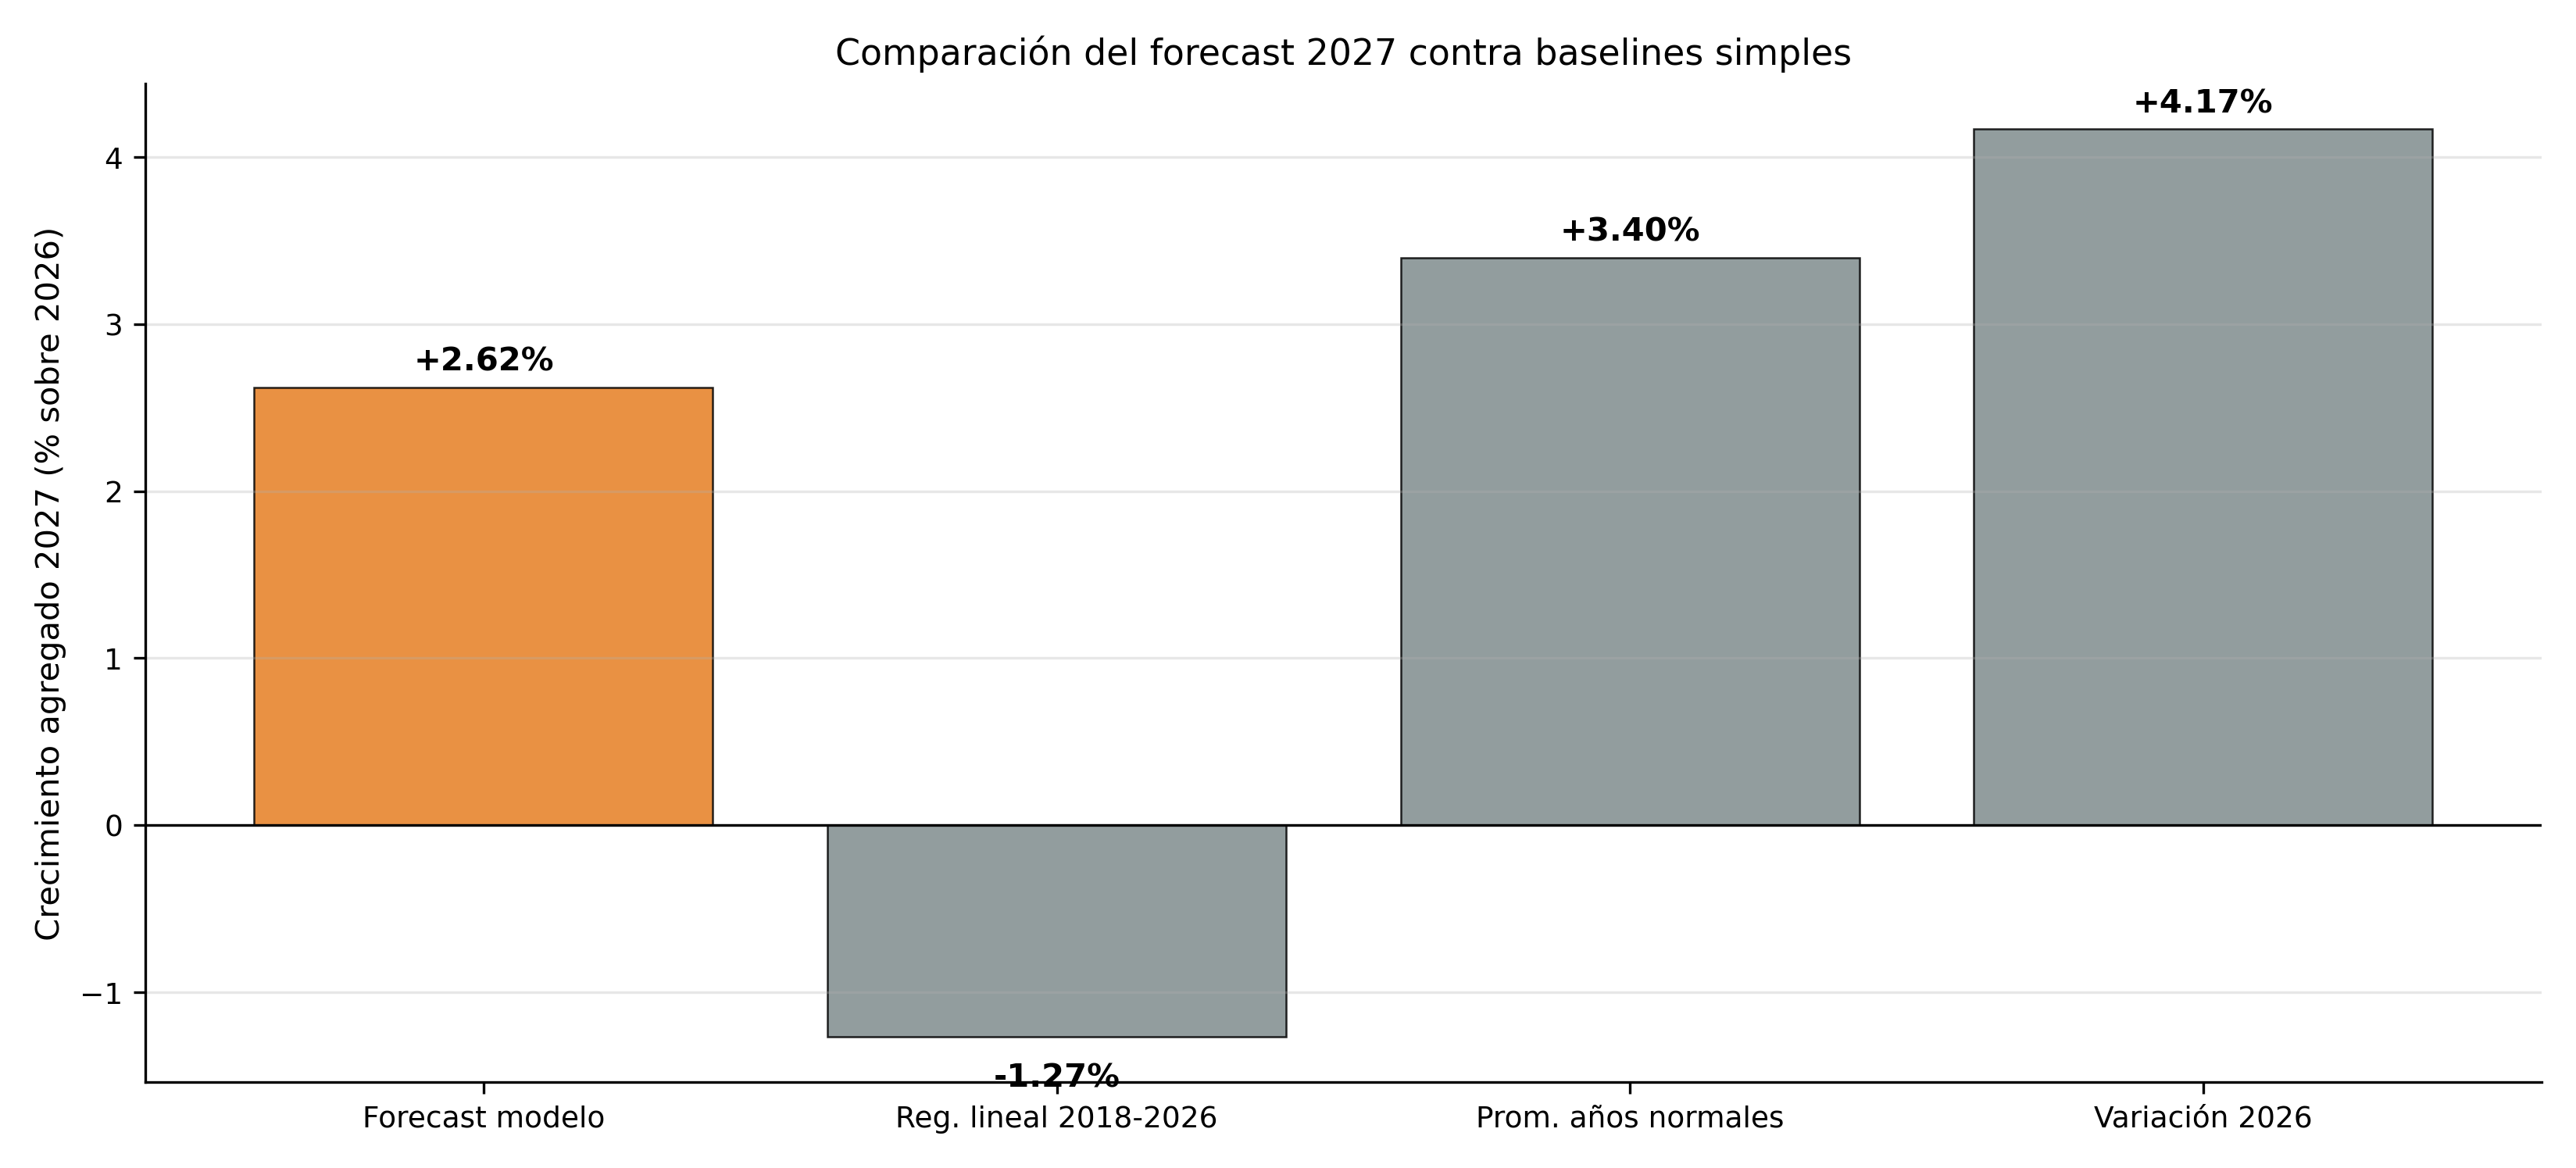 Comparación del forecast 2027 contra baselines simples
Crecimiento agregado 2027 (% sobre 2026)
4
3
2
1
0
−1
+2.62%
-1.27%
+3.40%
+4.17%
Forecast modelo
Reg. lineal 2018-2026
Prom. años normales
Variación 2026